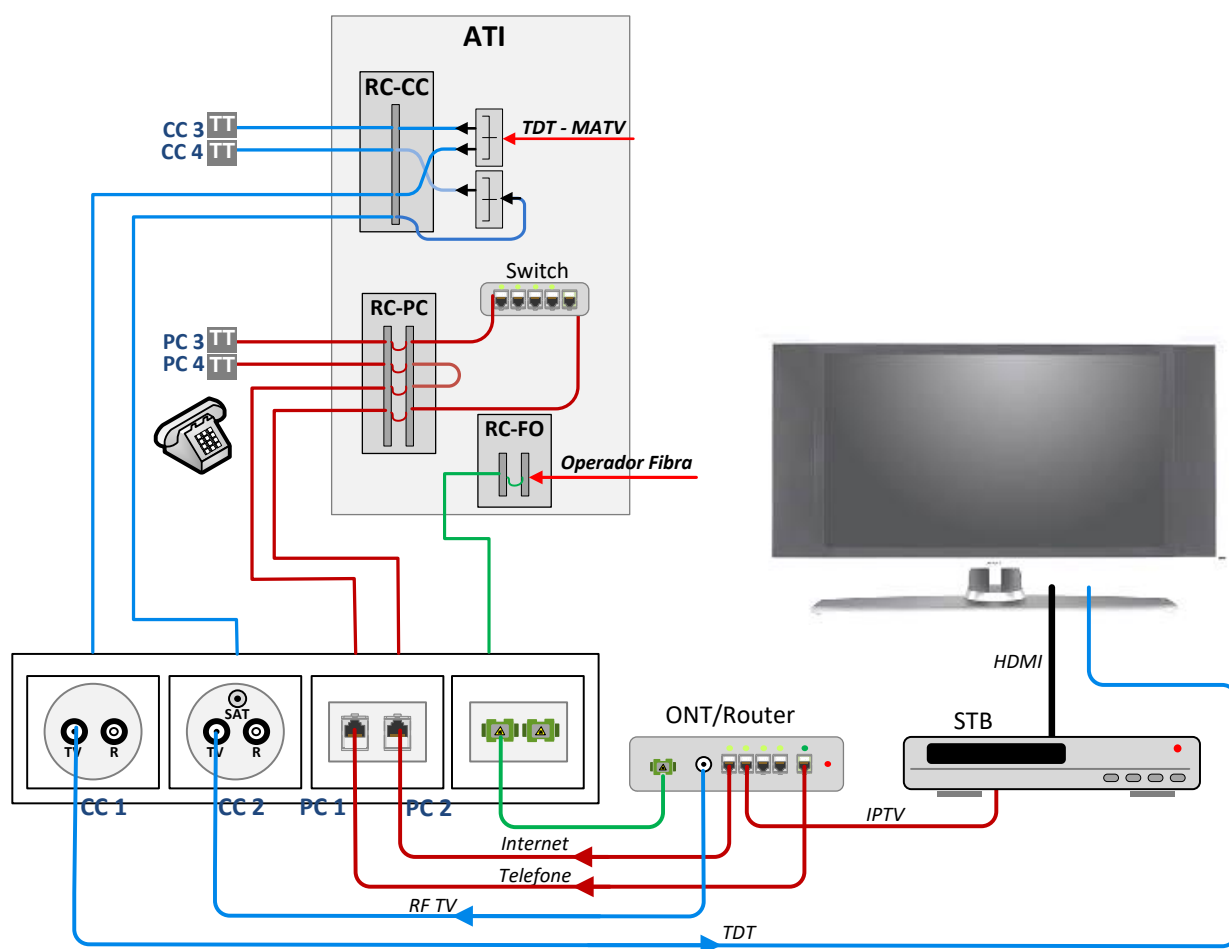 ATI
RC-CC
CC 3
TT
TDT - MATV
CC 4
TT
Switch
RC-PC
PC 3
TT
PC 4
TT
RC-FO
Operador Fibra
HDMI
SAT
TV
R
TV
R
ONT/Router
STB
CC 1
CC 2
PC 1
PC 2
IPTV
Internet
Telefone
RF TV
TDT